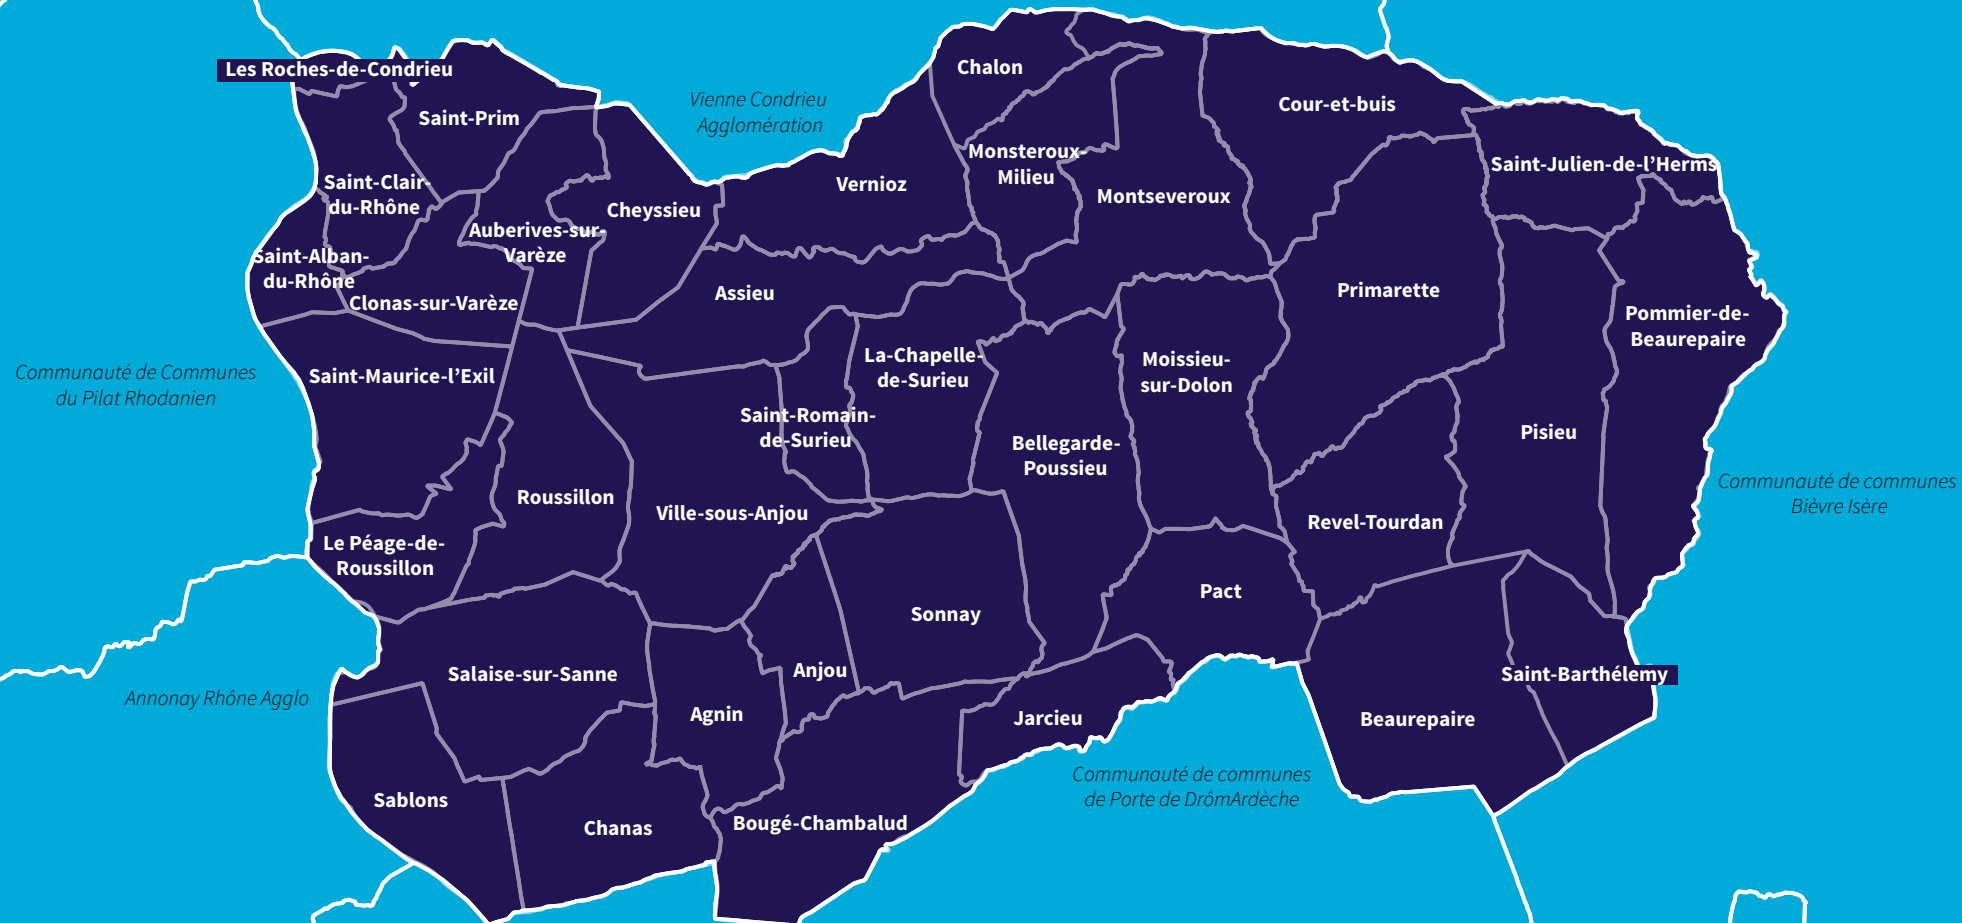 Les Roches-de-Condrieu
Chalon
Saint-Prim
Vienne Condrieu
Agglomération
Cour-et-buis
Monsteroux-
Milieu
Saint-Julien-de-l’Herms
Saint-Clair-
du-Rhône
Vernioz
Montseveroux
Cheyssieu
Auberives-sur-
Varèze
Saint-Alban-
du-Rhône
Clonas-sur-Varèze
Assieu
Primarette
Pommier-de-
Beaurepaire
Communauté de Communes
du Pilat Rhodanien
Saint-Maurice-l’Exil
La-Chapelle-
de-Surieu
Moissieu-
sur-Dolon
Saint-Romain-
de-Surieu
Bellegarde-
Poussieu
Pisieu
Communauté de communes
Bièvre Isère
Roussillon
Ville-sous-Anjou
Revel-Tourdan
Le Péage-de-
Roussillon
Pact
Sonnay
Annonay Rhône Agglo
Salaise-sur-Sanne
Anjou
Saint-Barthélemy
Agnin
Jarcieu
Beaurepaire
Communauté de communes
de Porte de DrômArdèche
Sablons
Chanas
Bougé-Chambalud